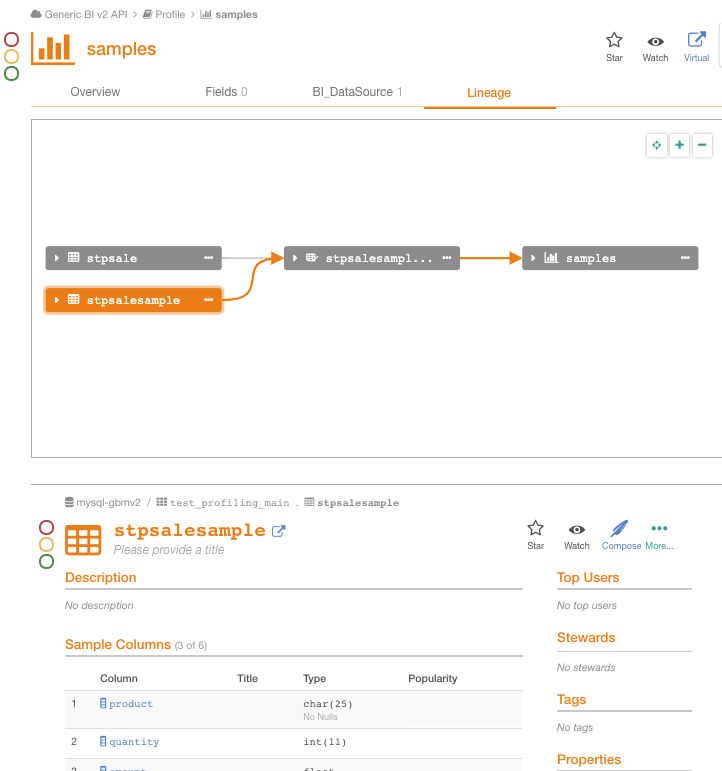 Generic BI v2 API > Profile > samples
samples
Star Watch Virtual
Overview Fields 0 BI_DataSource 1 Lineage
stpsale stpsalesampl... samples
stpsalesample
mysql-gbmv2 / test_profiling_main . stpsalesample
stpsalesample
Please provide a title
Star Watch Compose More...
Description Top Users
No description No top users
Sample Columns (3 of 6) Stewards
No stewards
Column Title Type Popularity
Tags
1 product char(25)
No Nulls
No tags
2 quantity int(11)
Properties